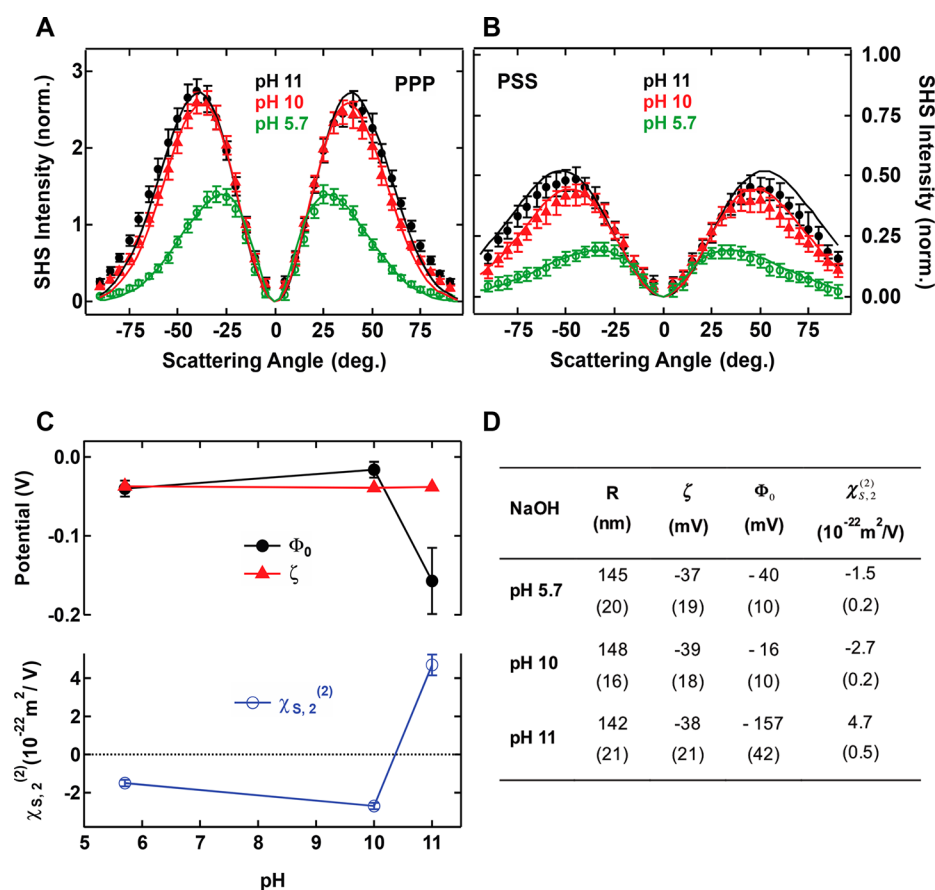 A
SHS Intensity (norm.)
3
2
1
0
pH 11
pH 10
pH 5.7
PPP
-75 -50 -25 0 25 50 75
Scattering Angle (deg.)
B
PSS
pH 11
pH 10
pH 5.7
1.00
0.75
0.50
0.25
0.00
SHS Intensity (norm.)
-75 -50 -25 0 25 50 75
Scattering Angle (deg.)
C
Potential (V)
0.0
-0.1
-0.2
Φ₀
ζ
χS, 2(2)(10-22m2/ V)
4
2
0
-2
χS, 2(2)
5 6 7 8 9 10 11
pH
D
NaOH R ζ Φ₀ χS,2(2)
(nm) (mV) (mV) (10-22m2/V)
pH 5.7 145 -37 - 40 -1.5
(20) (19) (10) (0.2)
pH 10 148 -39 - 16 -2.7
(16) (18) (10) (0.2)
pH 11 142 -38 - 157 4.7
(21) (21) (42) (0.5)